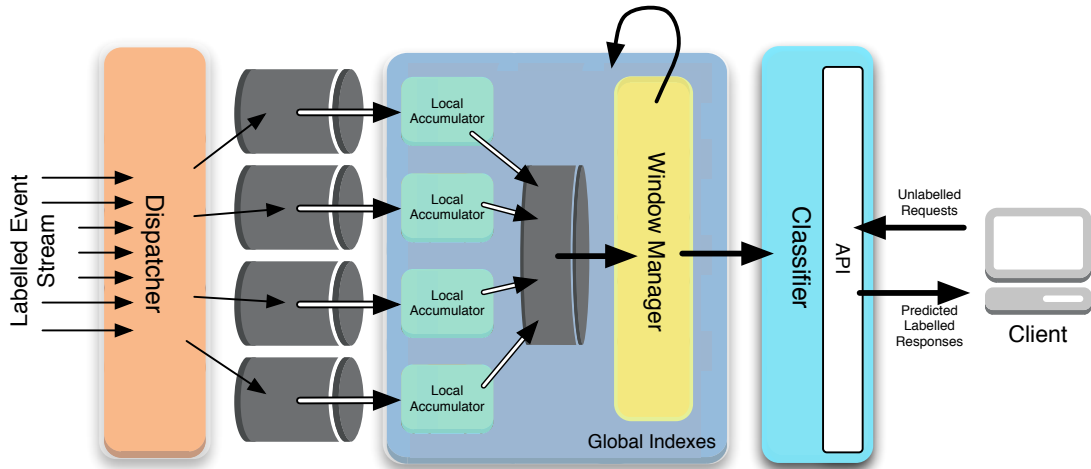 Labelled Event
Stream
Dispatcher
Local
Accumulator
Local
Accumulator
Local
Accumulator
Local
Accumulator
Window Manager
Global Indexes
Classifier
API
Unlabelled
Requests
Predicted
Labelled
Responses
Client